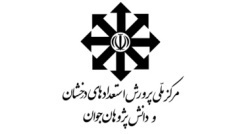 مرکز ملی پرورش استعدادهای درخشان
و دانش پژوهان جوان